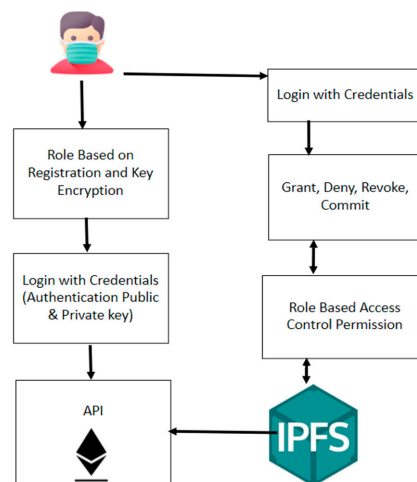 Login with Credentials
Role Based on
Registration and Key
Encryption
Grant, Deny, Revoke,
Commit
Login with Credentials
(Authentication Public
& Private key)
Role Based Access
Control Permission
API
IPFS